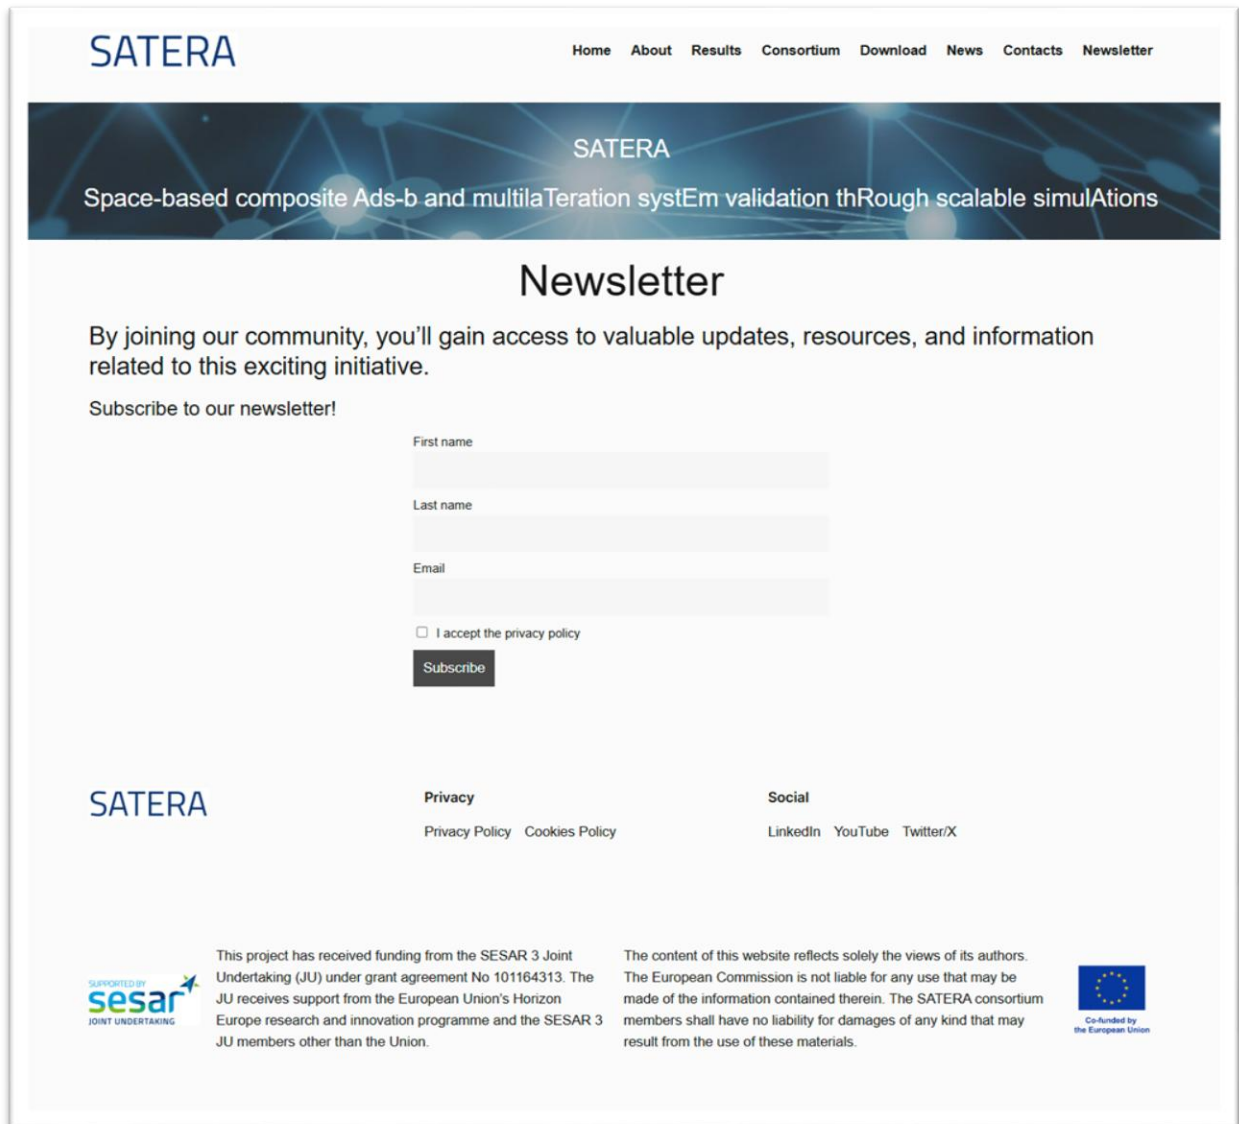 SATERA
Home About Results Consortium Download News Contacts Newsletter
SATERA
Space-based composite Ads-b and multilaTeration systEm validation thRough scalable simulAtions
Newsletter
By joining our community, you'll gain access to valuable updates, resources, and information
related to this exciting initiative.
Subscribe to our newsletter!
First name
Last name
Email
I accept the privacy policy
Subscribe
SATERA
Privacy
Privacy Policy Cookies Policy
Social
LinkedIn YouTube Twitter/X
SUPPORTED BY
sesar
JOINT UNDERTAKING
This project has received funding from the SESAR 3 Joint
Undertaking (JU) under grant agreement No 101164313. The
JU receives support from the European Union's Horizon
Europe research and innovation programme and the SESAR 3
JU members other than the Union.
The content of this website reflects solely the views of its authors.
The European Commission is not liable for any use that may be
made of the information contained therein. The SATERA consortium
members shall have no liability for damages of any kind that may
result from the use of these materials.
Co-funded by
the European Union